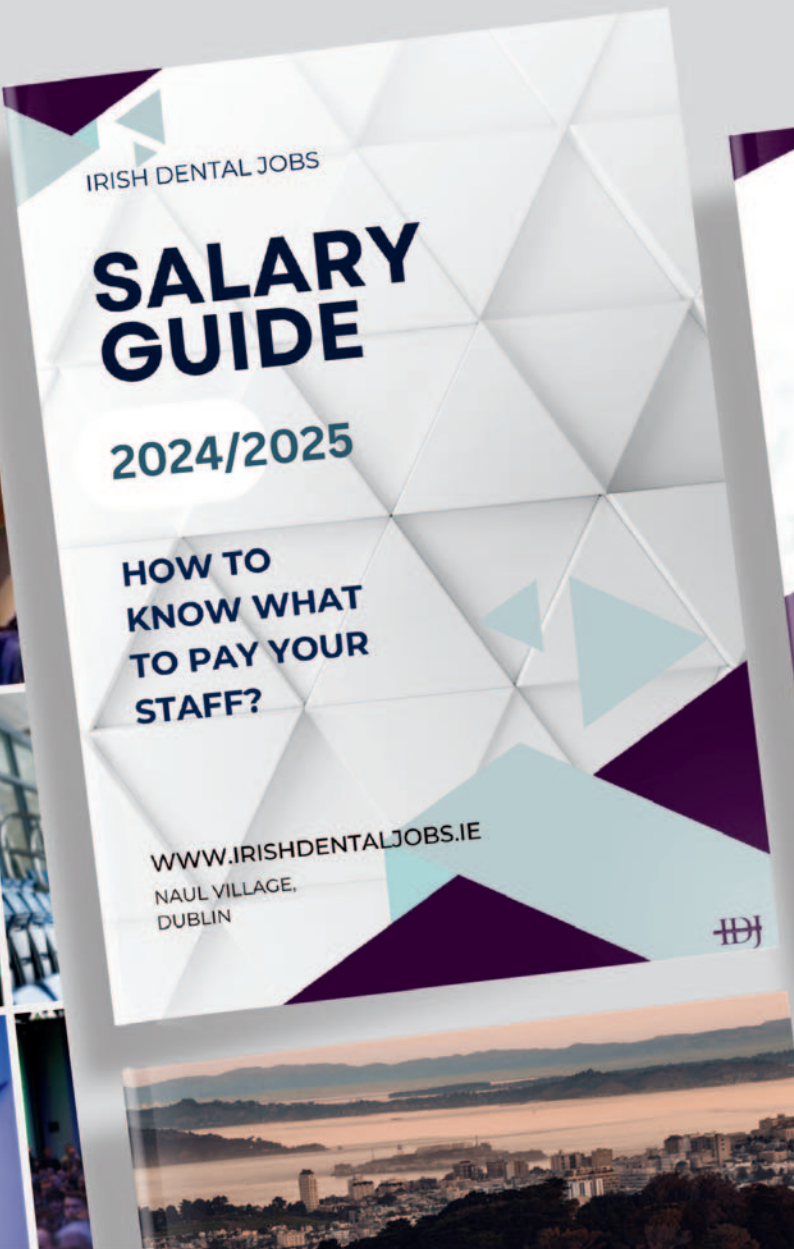 IRISH DENTAL JOBS
SALARY
GUIDE
2024/2025
HOW TO
KNOW WHAT
TO PAY YOUR
STAFF?
WWW.IRISHDENTALJOBS.IE
NAUL VILLAGE,
DUBLIN
IDJ